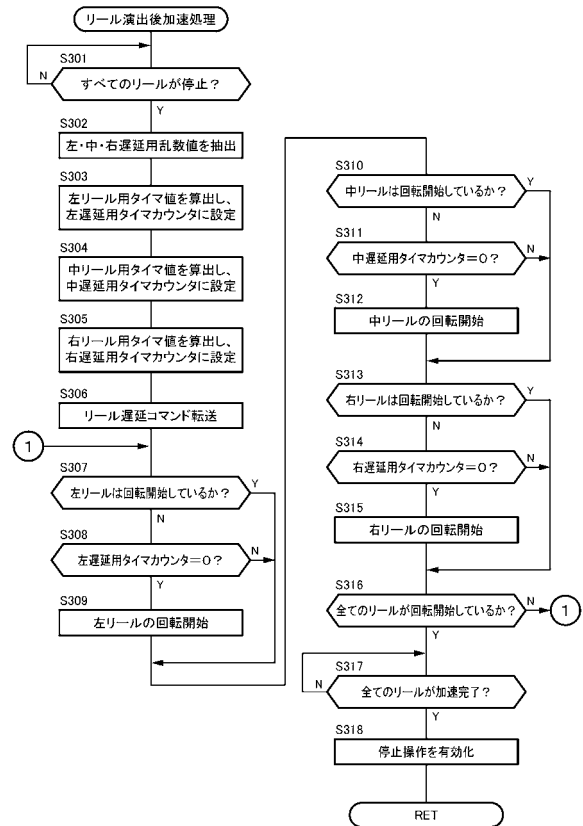 リール演出後加速処理
S301
すべてのリールが停止？
N
Y
S302
左・中・右遅延用乱数値を抽出
S303
左リール用タイマ値を算出し、
左遅延用タイマカウンタに設定
S304
中リール用タイマ値を算出し、
中遅延用タイマカウンタに設定
S305
右リール用タイマ値を算出し、
右遅延用タイマカウンタに設定
S306
リール遅延コマンド転送
1
S307
左リールは回転開始しているか？
Y
N
S308
左遅延用タイマカウンタ＝０？
N
Y
S309
左リールの回転開始
S310
中リールは回転開始しているか？
Y
N
S311
中遅延用タイマカウンタ＝０？
N
Y
S312
中リールの回転開始
S313
右リールは回転開始しているか？
Y
N
S314
右遅延用タイマカウンタ＝０？
N
Y
S315
右リールの回転開始
S316
全てのリールが回転開始しているか？
N
1
Y
S317
全てのリールが加速完了？
N
Y
S318
停止操作を有効化
RET